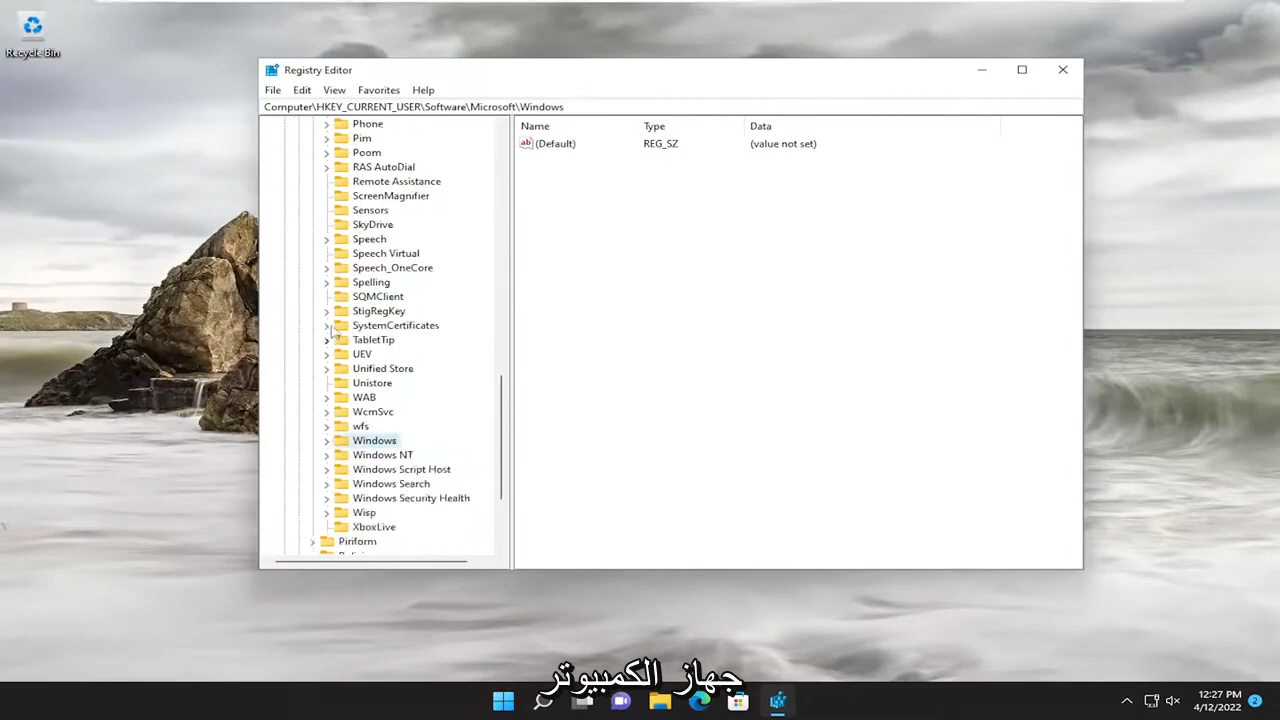 Recycle Bin
Registry Editor
File Edit View Favorites Help
Computer\HKEY_CURRENT_USER\Software\Microsoft\Windows
Phone
Pim
Poom
RAS AutoDial
Remote Assistance
ScreenMagnifier
Sensors
SkyDrive
Speech
Speech Virtual
Speech_OneCore
Spelling
SQMClient
StigRegKey
SystemCertificates
TabletTip
UEV
Unified Store
Unistore
WAB
WcmSvc
wfs
Windows
Windows NT
Windows Script Host
Windows Search
Windows Security Health
Wisp
XboxLive
Piriform
Name Type Data
ab (Default) REG_SZ (value not set)
جهاز الكمبيوتر
12:27 PM
4/12/2022
2